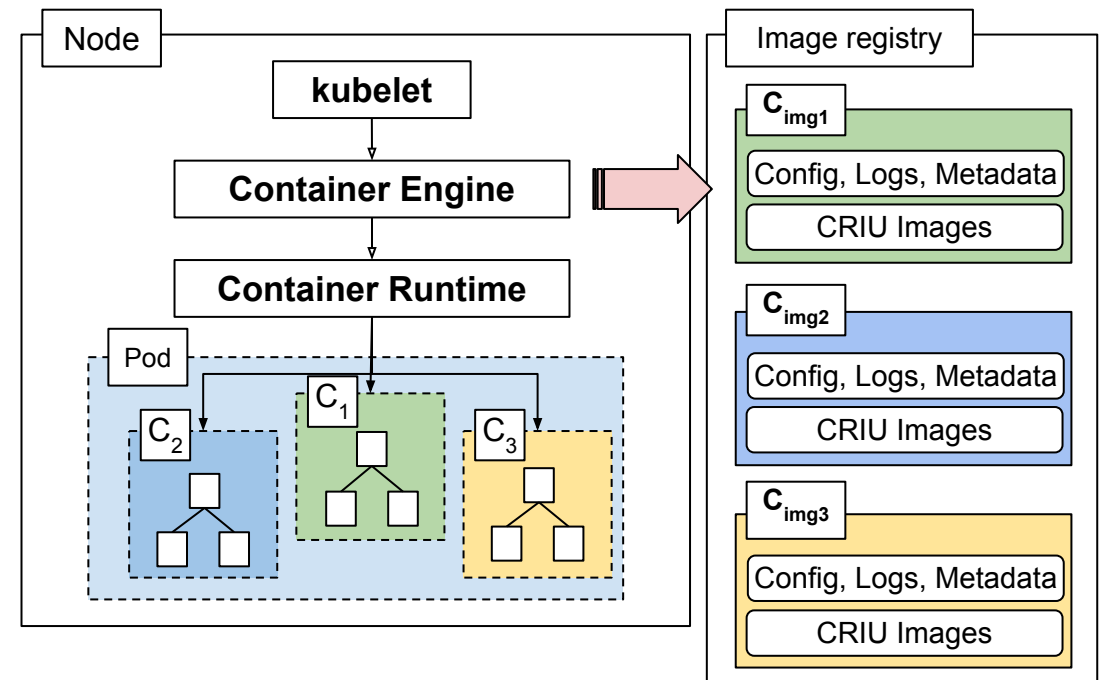 Node
kubelet
Container Engine
Container Runtime
Pod
C1
C2
C3
Image registry
Cimg1
Config, Logs, Metadata
CRIU Images
Cimg2
Config, Logs, Metadata
CRIU Images
Cimg3
Config, Logs, Metadata
CRIU Images